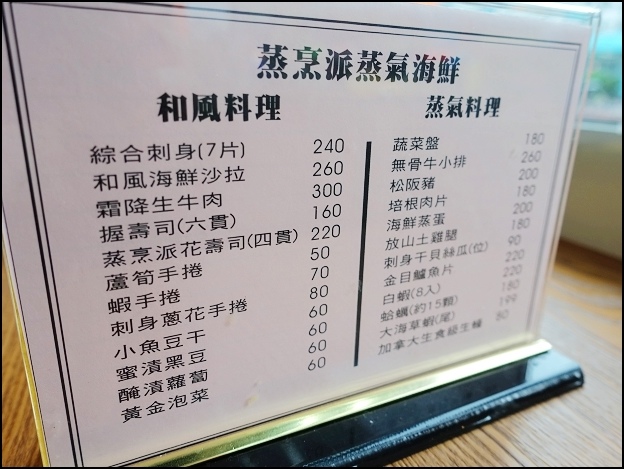 蒸烹派蒸氣海鮮
和風料理
綜合刺身(7片) 240
和風海鮮沙拉 260
霜降生牛肉 300
握壽司(六貫) 160
蒸烹派花壽司(四貫) 220
蘆筍手捲 50
蝦手捲 70
刺身蔥花手捲 80
小魚豆干 60
蜜漬黑豆 60
醃漬蘿蔔 60
黃金泡菜 60
蒸氣料理
蔬菜盤 180
無骨牛小排 260
松阪豬 200
培根肉片 180
海鮮蒸蛋 200
放山土雞腿 180
刺身干貝絲瓜(位) 90
金目鱸魚片 220
白蝦(8入) 220
蛤蠣(約15顆) 180
大海草蝦(尾) 199
加拿大生食級生蠔 80